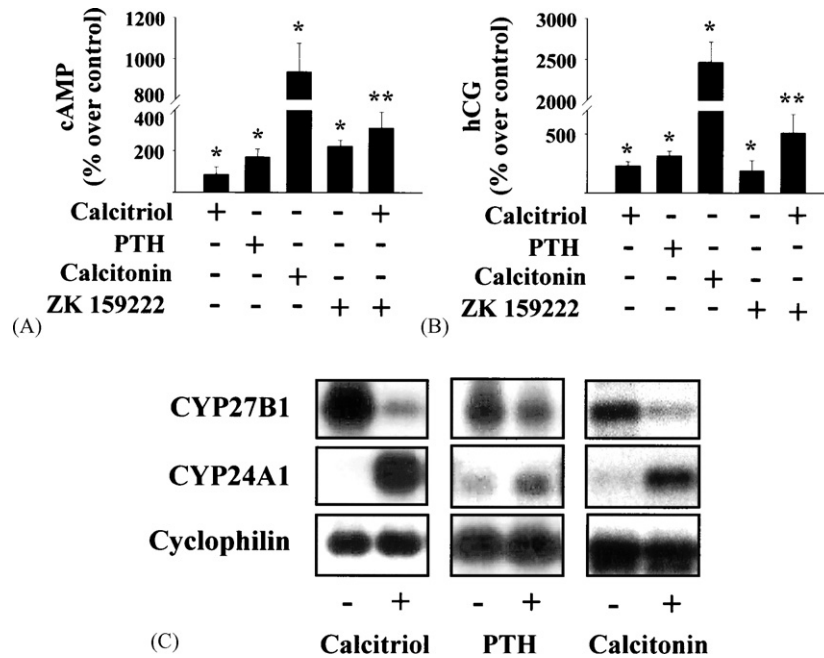 1200
1000
800
400
200
cAMP
(% over control)
* * * * **
Calcitriol + - - - +
PTH - + - - -
Calcitonin - - + - -
ZK 159222 - - - + +
(A)
3000
2500
2000
500
hCG
(% over control)
* * * * **
Calcitriol + - - - +
PTH - + - - -
Calcitonin - - + - -
ZK 159222 - - - + +
(B)
CYP27B1
CYP24A1
Cyclophilin
- + - + - +
(C) Calcitriol PTH Calcitonin